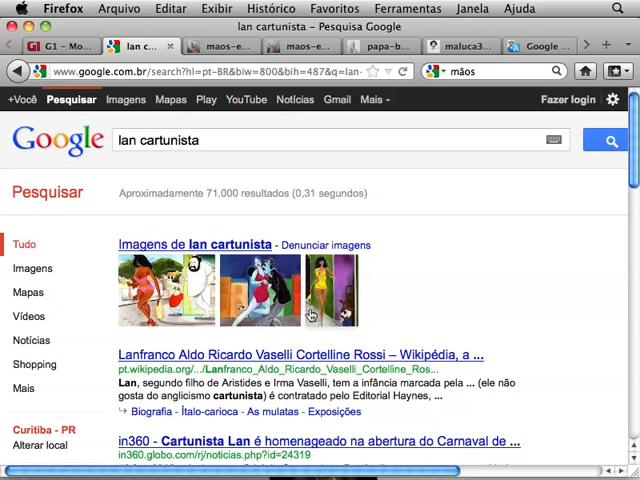 Firefox Arquivo Editar Exibir Histórico Favoritos Ferramentas Janela Ajuda
lan cartunista - Pesquisa Google
G1 - Mo... lan c... maos-e... maos-e... papa-b... maluca3... Google ...
www.google.com.br/search?hl=pt-BR&biw=800&bih=487&q=lan- mãos
+Você Pesquisar Imagens Mapas Play YouTube Notícias Gmail Mais Fazer login
Google lan cartunista
Pesquisar Aproximadamente 71.000 resultados (0,31 segundos)
Tudo
Imagens
Mapas
Vídeos
Notícias
Shopping
Mais
Curitiba - PR
Alterar local
Imagens de lan cartunista - Denunciar imagens
Lanfranco Aldo Ricardo Vaselli Cortelline Rossi – Wikipédia, a ...
pt.wikipedia.org/.../Lanfranco_Aldo_Ricardo_Vaselli_Cortelline_Ros...
Lan, segundo filho de Aristides e Irma Vaselli, tem a infância marcada pela ... (ele não
gosta do anglicismo cartunista) é contratado pelo Editorial Haynes, ...
Biografia - Ítalo-carioca - As mulatas - Exposições
in360 - Cartunista Lan é homenageado na abertura do Carnaval de ...
in360.globo.com/rj/noticias.php?id=24319